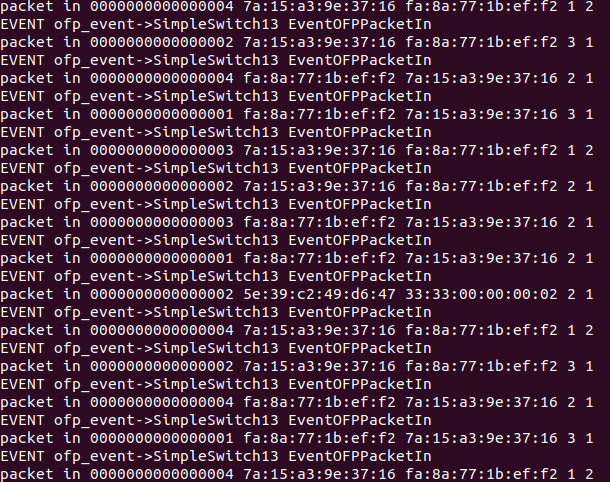 packet in 0000000000000004 7a:15:a3:9e:37:16 fa:8a:77:1b:ef:f2 1 2
EVENT ofp_event->SimpleSwitch13 EventOFPPacketIn
packet in 0000000000000002 7a:15:a3:9e:37:16 fa:8a:77:1b:ef:f2 3 1
EVENT ofp_event->SimpleSwitch13 EventOFPPacketIn
packet in 0000000000000004 fa:8a:77:1b:ef:f2 7a:15:a3:9e:37:16 2 1
EVENT ofp_event->SimpleSwitch13 EventOFPPacketIn
packet in 0000000000000001 fa:8a:77:1b:ef:f2 7a:15:a3:9e:37:16 3 1
EVENT ofp_event->SimpleSwitch13 EventOFPPacketIn
packet in 0000000000000003 7a:15:a3:9e:37:16 fa:8a:77:1b:ef:f2 1 2
EVENT ofp_event->SimpleSwitch13 EventOFPPacketIn
packet in 0000000000000002 7a:15:a3:9e:37:16 fa:8a:77:1b:ef:f2 2 1
EVENT ofp_event->SimpleSwitch13 EventOFPPacketIn
packet in 0000000000000003 fa:8a:77:1b:ef:f2 7a:15:a3:9e:37:16 2 1
EVENT ofp_event->SimpleSwitch13 EventOFPPacketIn
packet in 0000000000000001 fa:8a:77:1b:ef:f2 7a:15:a3:9e:37:16 2 1
EVENT ofp_event->SimpleSwitch13 EventOFPPacketIn
packet in 0000000000000002 5e:39:c2:49:d6:47 33:33:00:00:00:02 2 1
EVENT ofp_event->SimpleSwitch13 EventOFPPacketIn
packet in 0000000000000004 7a:15:a3:9e:37:16 fa:8a:77:1b:ef:f2 1 2
EVENT ofp_event->SimpleSwitch13 EventOFPPacketIn
packet in 0000000000000002 7a:15:a3:9e:37:16 fa:8a:77:1b:ef:f2 3 1
EVENT ofp_event->SimpleSwitch13 EventOFPPacketIn
packet in 0000000000000004 fa:8a:77:1b:ef:f2 7a:15:a3:9e:37:16 2 1
EVENT ofp_event->SimpleSwitch13 EventOFPPacketIn
packet in 0000000000000001 fa:8a:77:1b:ef:f2 7a:15:a3:9e:37:16 3 1
EVENT ofp_event->SimpleSwitch13 EventOFPPacketIn
packet in 0000000000000004 7a:15:a3:9e:37:16 fa:8a:77:1b:ef:f2 1 2